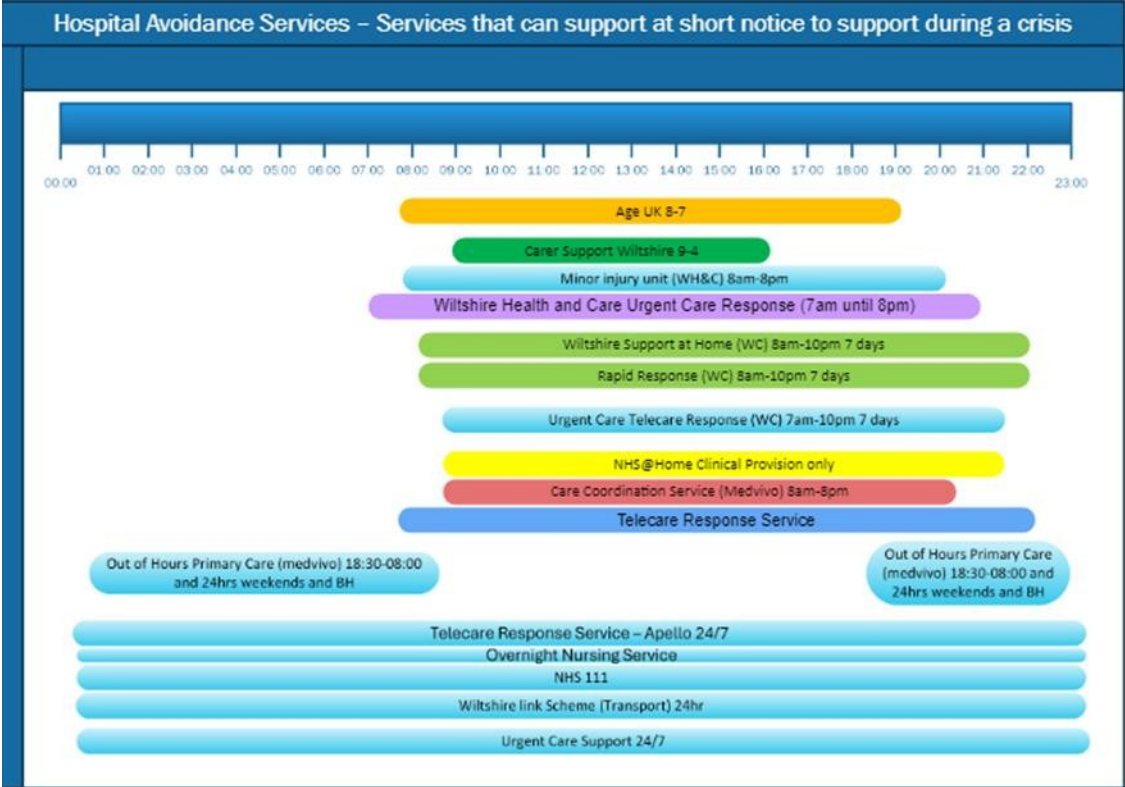 Hospital Avoidance Services – Services that can support at short notice to support during a crisis
00:00 01:00 02:00 03:00 04:00 05:00 06:00 07:00 08:00 09:00 10:00 11:00 12:00 13:00 14:00 15:00 16:00 17:00 18:00 19:00 20:00 21:00 22:00 23:00
Age UK 8-7
Carer Support Wiltshire 9-4
Minor injury unit (WH&C) 8am-8pm
Wiltshire Health and Care Urgent Care Response (7am until 8pm)
Wiltshire Support at Home (WC) 8am-10pm 7 days
Rapid Response (WC) 8am-10pm 7 days
Urgent Care Telecare Response (WC) 7am-10pm 7 days
NHS@Home Clinical Provision only
Care Coordination Service (Medvivo) 8am-8pm
Telecare Response Service
Out of Hours Primary Care (medvivo) 18:30-08:00
and 24hrs weekends and BH
Out of Hours Primary Care
(medvivo) 18:30-08:00 and
24hrs weekends and BH
Telecare Response Service – Apello 24/7
Overnight Nursing Service
NHS 111
Wiltshire link Scheme (Transport) 24hr
Urgent Care Support 24/7